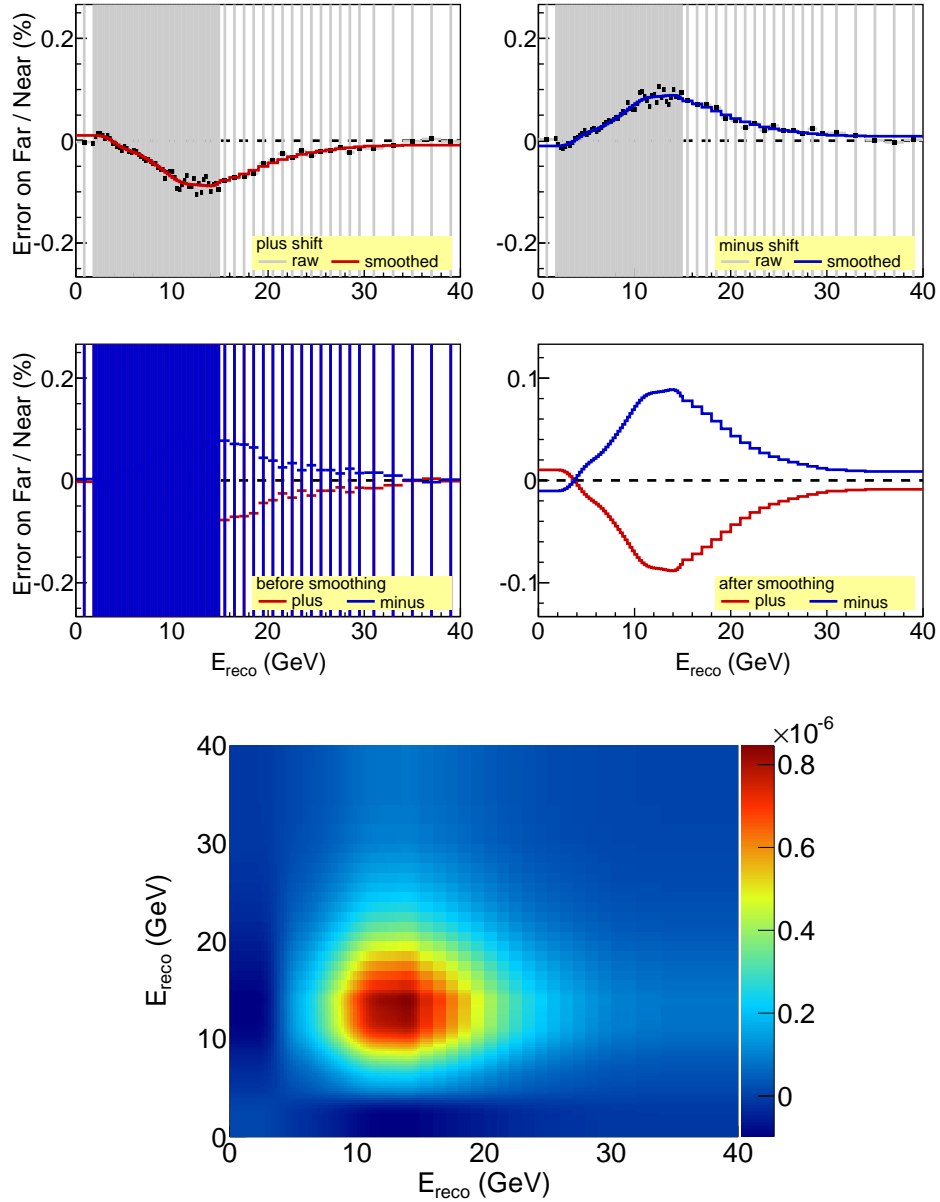 Error on Far / Near (%)
0.2
0
-0.2
plus shift
raw smoothed
0 10 20 30 40
0.2
0
-0.2
minus shift
raw smoothed
0 10 20 30 40
Error on Far / Near (%)
0.2
0
-0.2
before smoothing
plus minus
0 10 20 30 40
E_reco (GeV)
0.1
0
-0.1
after smoothing
plus minus
0 10 20 30 40
E_reco (GeV)
×10^-6
E_reco (GeV)
40
30
20
10
0
0 10 20 30 40
E_reco (GeV)
0.8
0.6
0.4
0.2
0